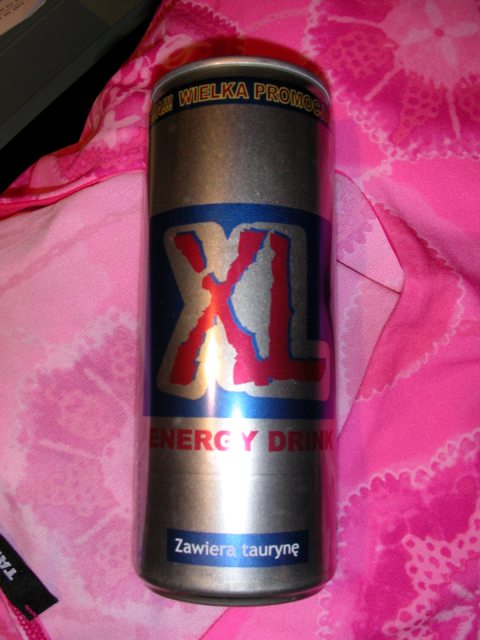 WIELKA PROMOC
XL
ENERGY DRINK
Zawiera taurynę